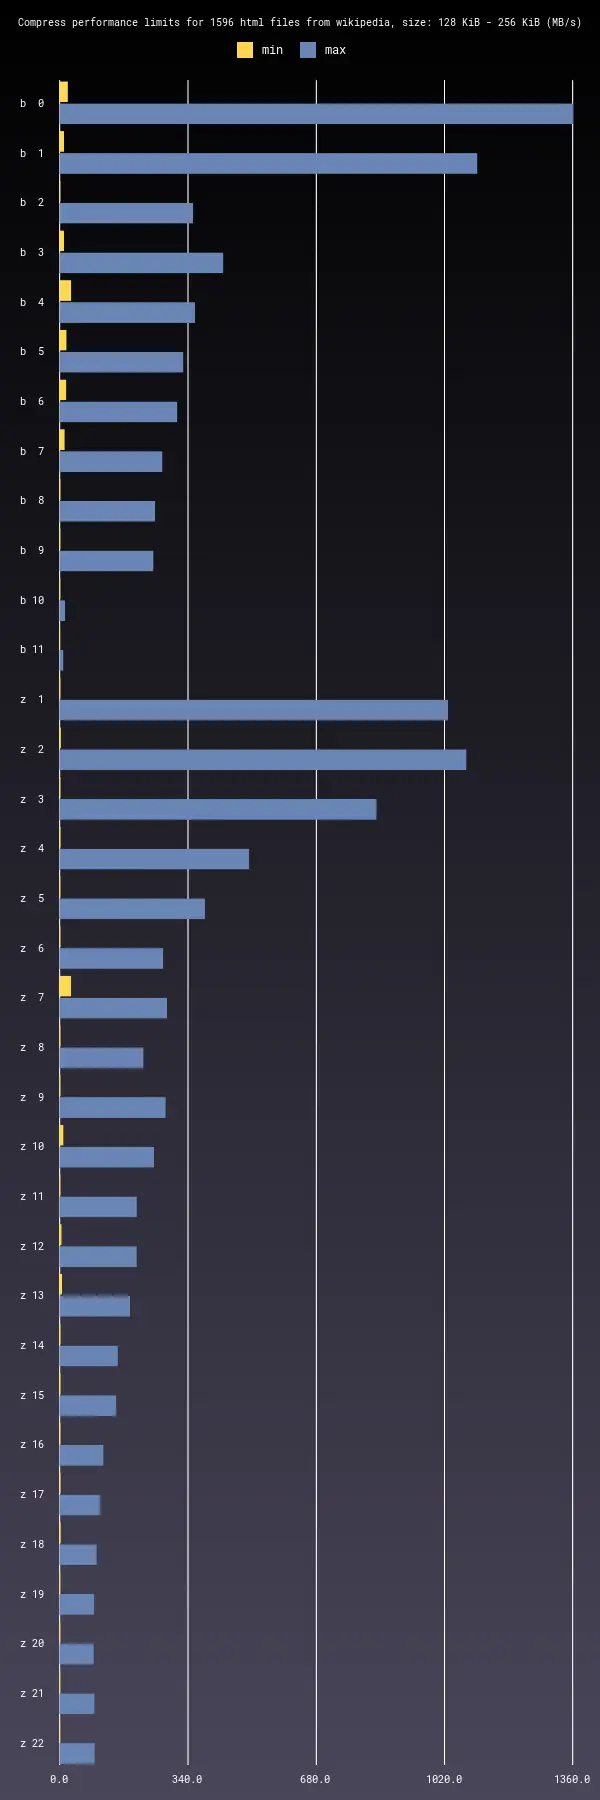 Compress performance limits for 1596 html files from wikipedia, size: 128 KiB - 256 KiB (MB/s)
min max
b 0
b 1
b 2
b 3
b 4
b 5
b 6
b 7
b 8
b 9
b 10
b 11
z 1
z 2
z 3
z 4
z 5
z 6
z 7
z 8
z 9
z 10
z 11
z 12
z 13
z 14
z 15
z 16
z 17
z 18
z 19
z 20
z 21
z 22
0.0 340.0 680.0 1020.0 1360.0